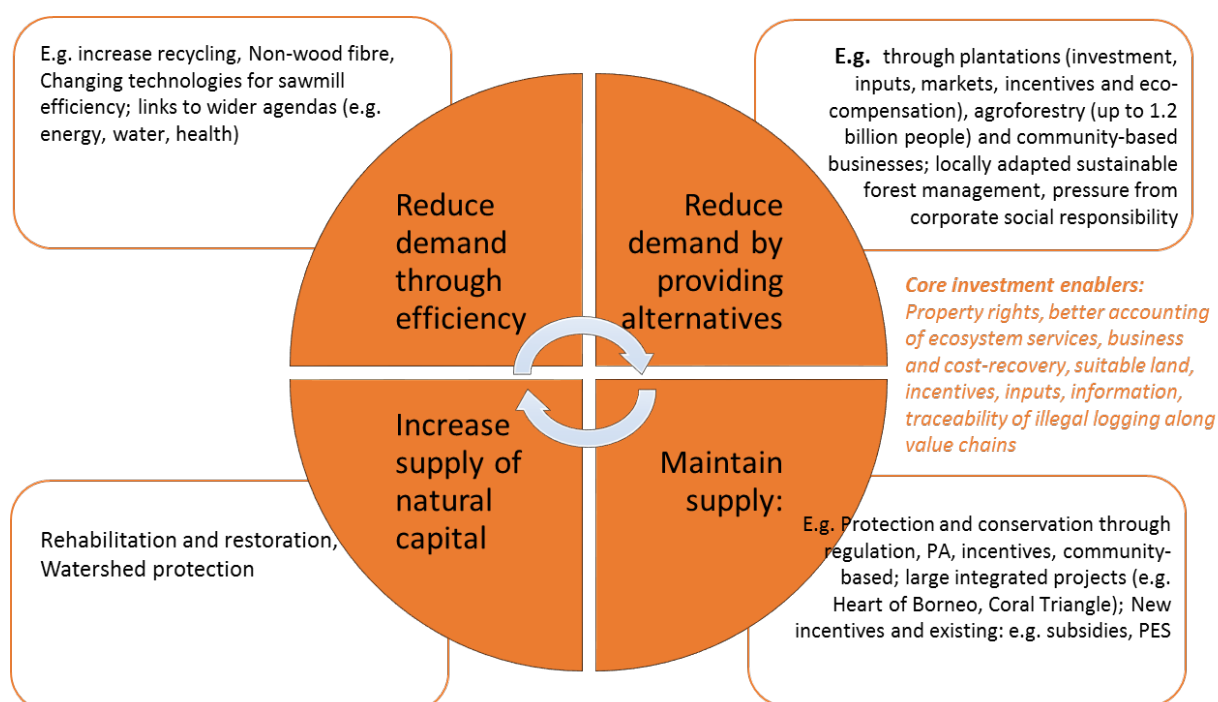 E.g. increase recycling, Non-wood fibre,
Changing technologies for sawmill
efficiency; links to wider agendas (e.g.
energy, water, health)
E.g. through plantations (investment,
inputs, markets, incentives and eco-
compensation), agroforestry (up to 1.2
billion people) and community-based
businesses; locally adapted sustainable
forest management, pressure from
corporate social responsibility
Reduce
demand
through
efficiency
Reduce
demand by
providing
alternatives
Core investment enablers:
Property rights, better accounting
of ecosystem services, business
and cost-recovery, suitable land,
incentives, inputs, information,
traceability of illegal logging along
value chains
Increase
supply of
natural
capital
Maintain
supply:
Rehabilitation and restoration,
Watershed protection
E.g. Protection and conservation through
regulation, PA, incentives, community-
based; large integrated projects (e.g.
Heart of Borneo, Coral Triangle); New
incentives and existing: e.g. subsidies, PES